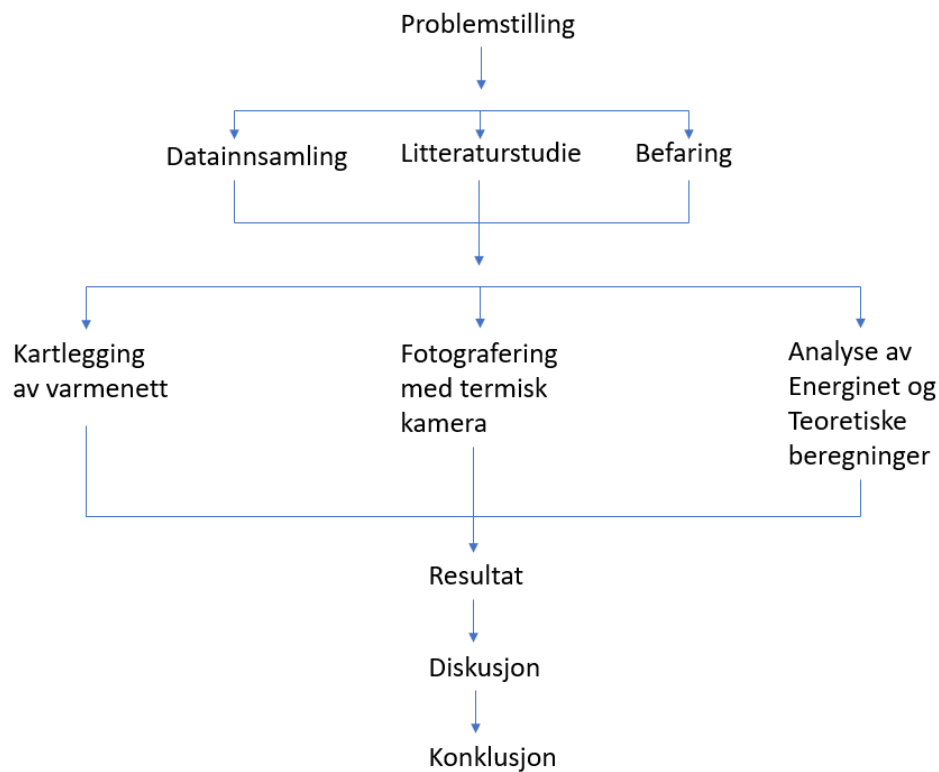 Problemstilling
Datainnsamling
Litteraturstudie
Befaring
Kartlegging
av varmenett
Fotografering
med termisk
kamera
Analyse av
Energinet og
Teoretiske
beregninger
Resultat
Diskusjon
Konklusjon